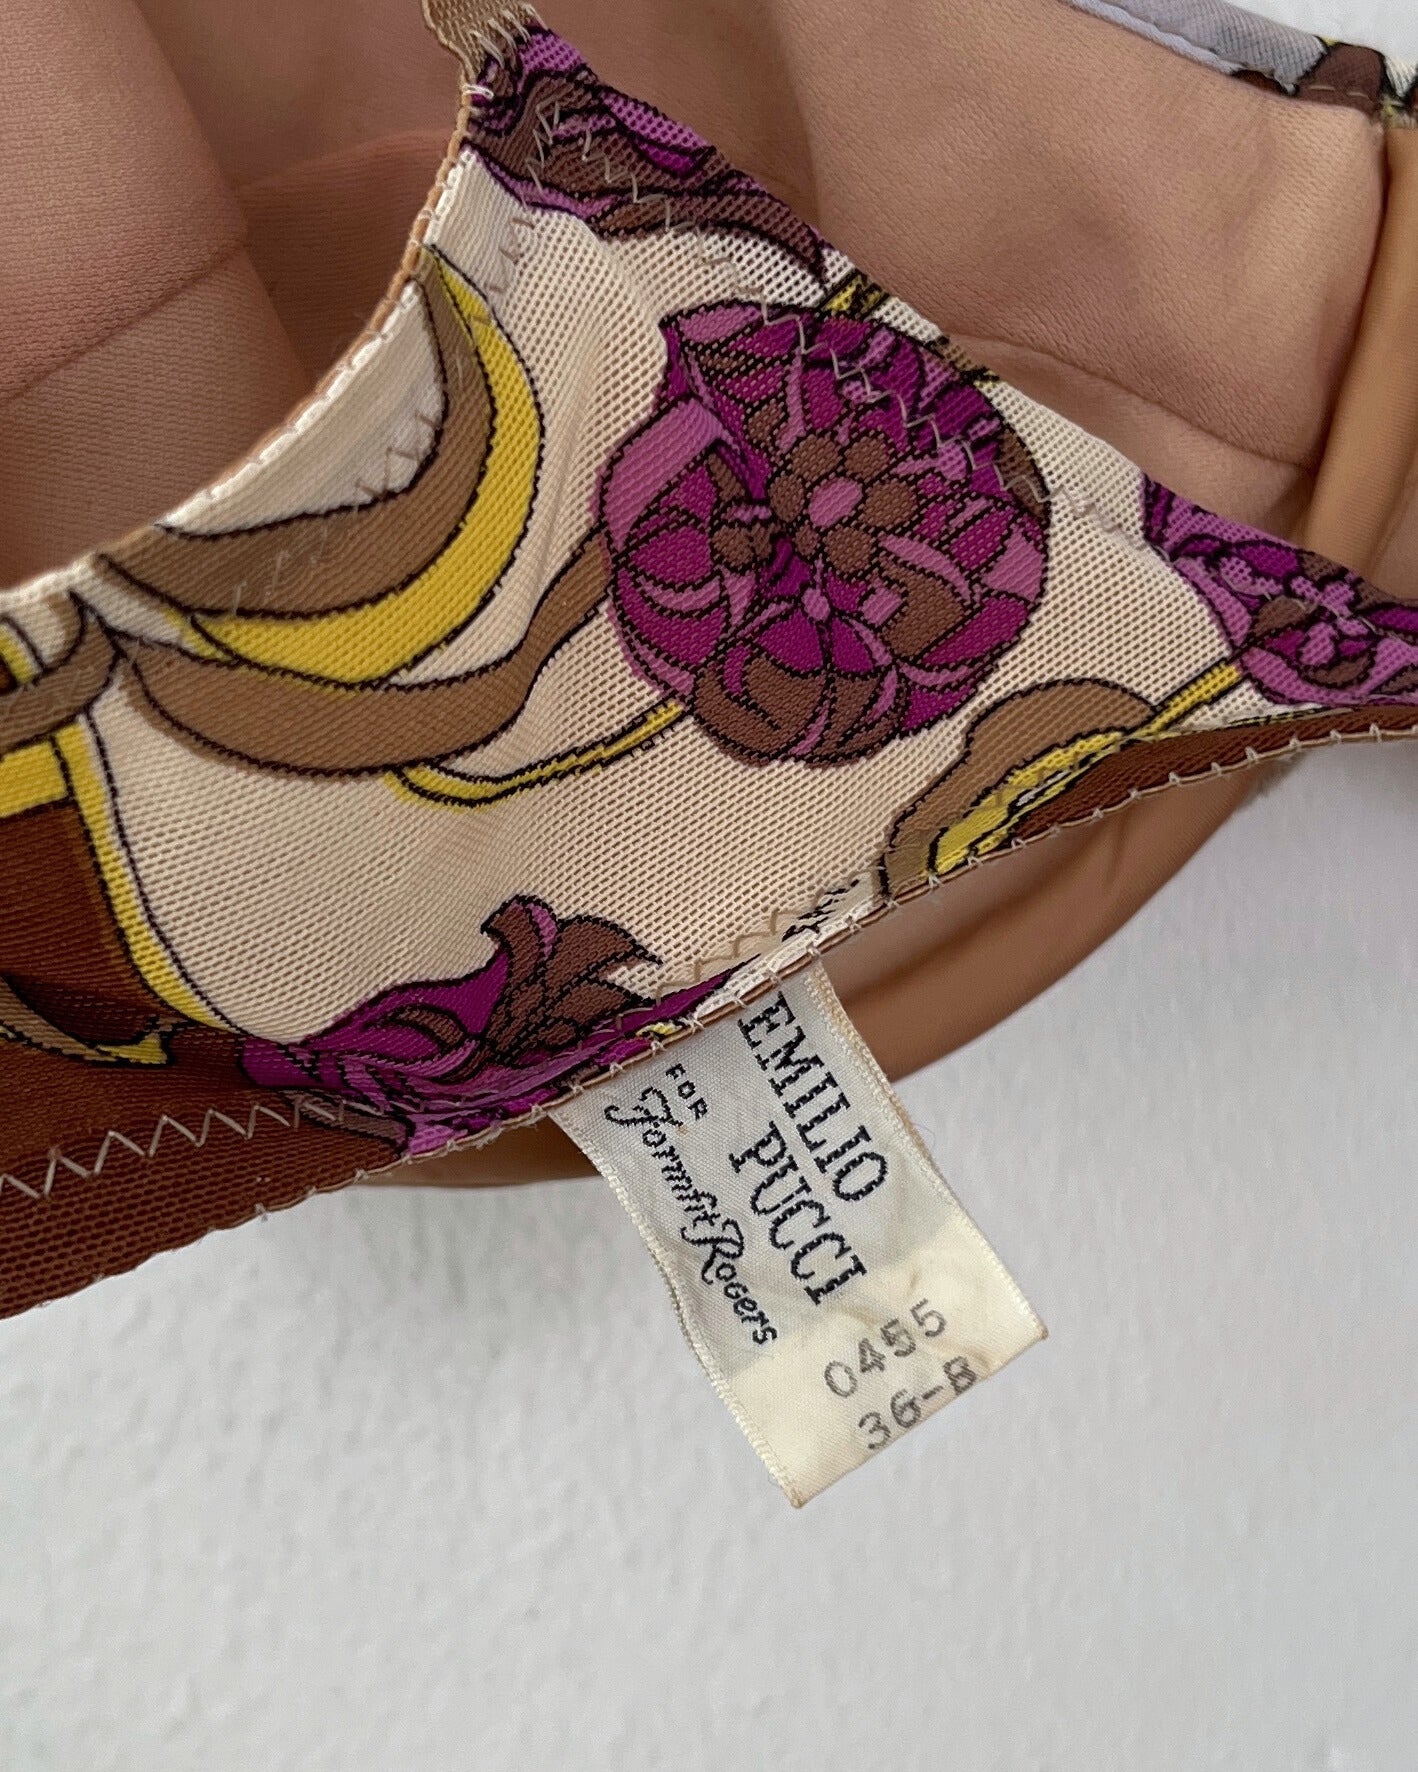 EMILIO
PUCCI
FOR
Formfit Rogers
0455
36-B